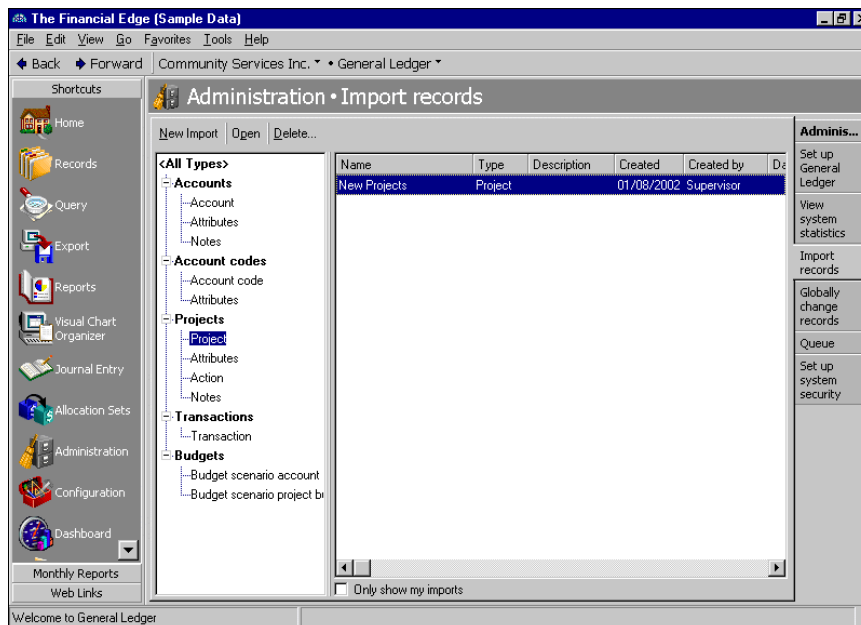 The Financial Edge (Sample Data)
File Edit View Go Favorites Tools Help
Back Forward Community Services Inc. • General Ledger
Shortcuts
Home
Records
Query
Export
Reports
Visual Chart
Organizer
Journal Entry
Allocation Sets
Administration
Configuration
Dashboard
Monthly Reports
Web Links
Administration • Import records
New Import Open Delete...
<All Types>
Accounts
Account
Attributes
Notes
Account codes
Account code
Attributes
Projects
Project
Attributes
Action
Notes
Transactions
Transaction
Budgets
Budget scenario account
Budget scenario project bu
Name Type Description Created Created by Da
New Projects Project 01/08/2002 Supervisor
Only show my imports
Adminis...
Set up
General
Ledger
View
system
statistics
Import
records
Globally
change
records
Queue
Set up
system
security
Welcome to General Ledger